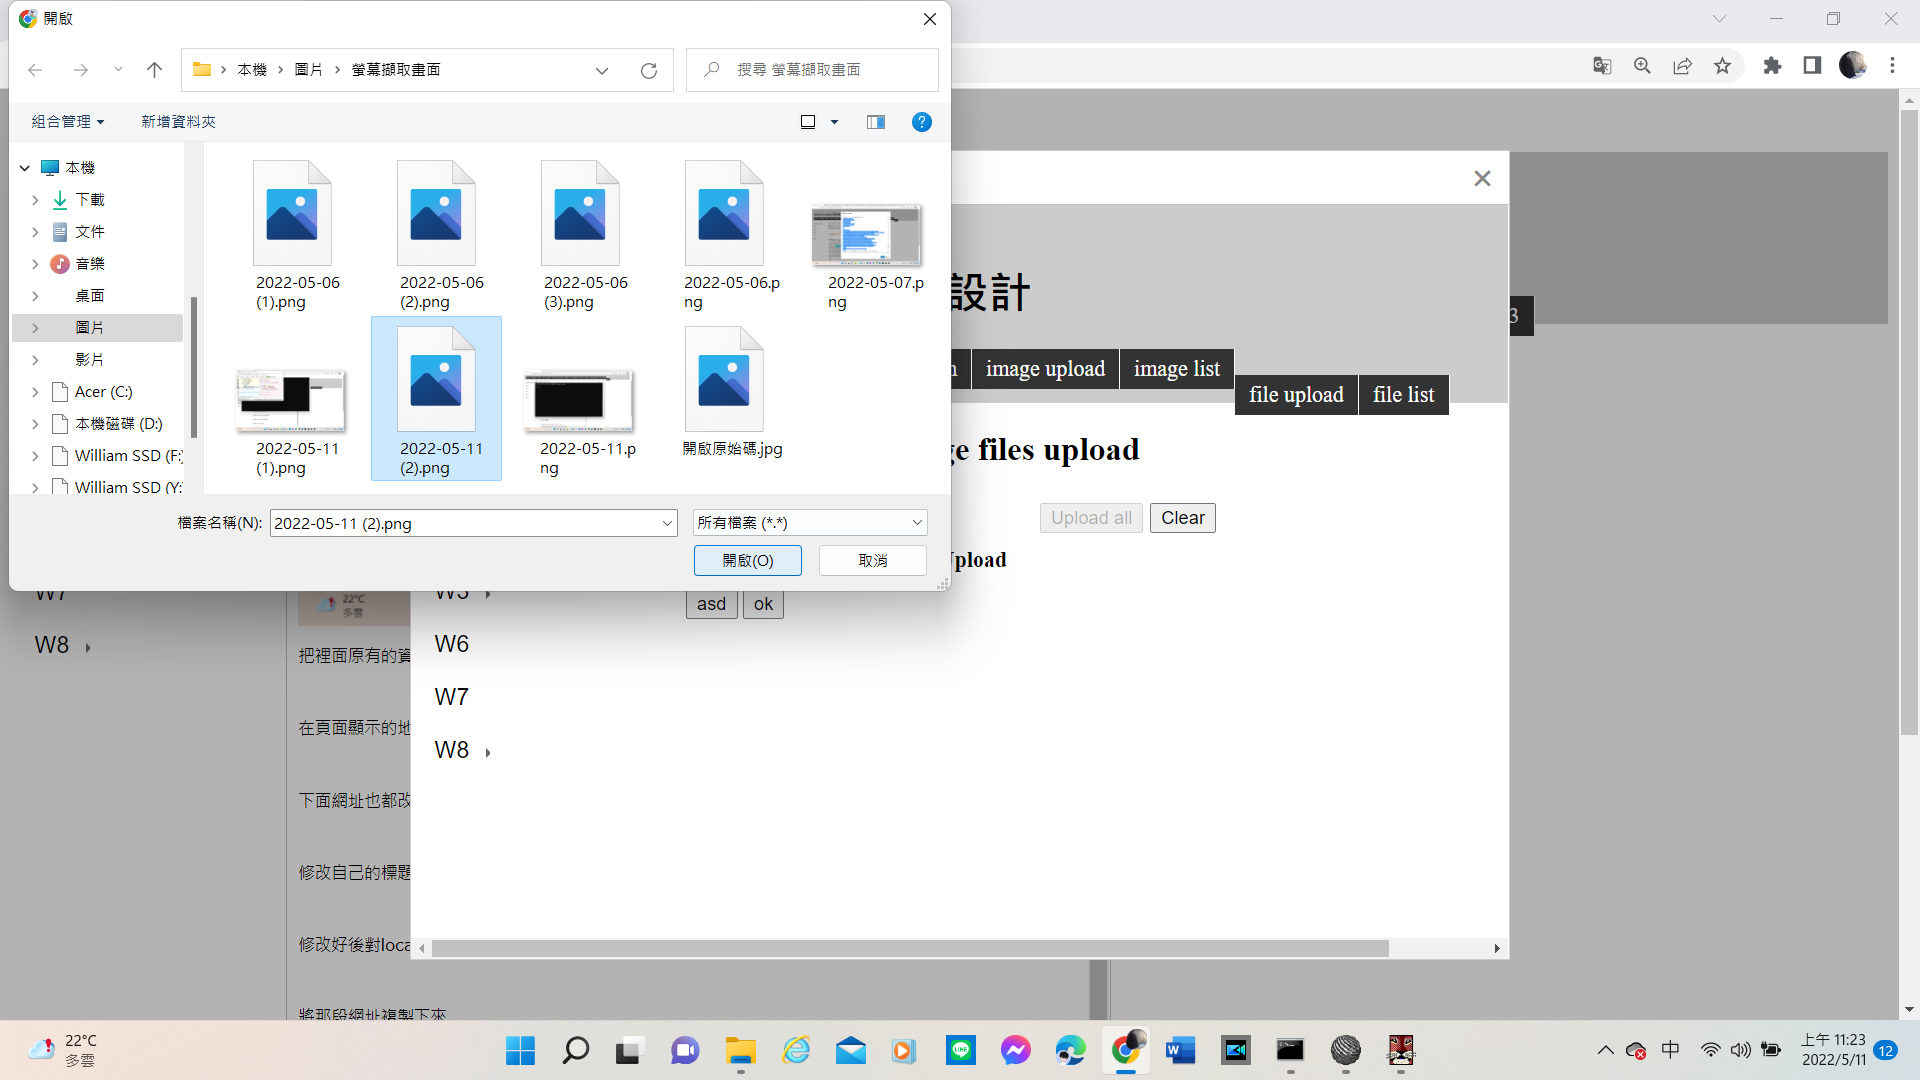 開啟
本機 > 圖片 > 螢幕擷取畫面
搜尋 螢幕擷取畫面
組合管理
新增資料夾
本機
下載
文件
音樂
桌面
圖片
影片
Acer (C:)
本機磁碟 (D:)
William SSD (F:)
William SSD (Y:
2022-05-06 (1).png
2022-05-06 (2).png
2022-05-06 (3).png
2022-05-06.png
2022-05-07.png
2022-05-11 (1).png
2022-05-11 (2).png
2022-05-11.png
開啟原始碼.jpg
檔案名稱(N):
2022-05-11 (2).png
所有檔案 (*.*)
開啟(O)
取消
設計
3
image upload
image list
file upload
file list
files upload
Upload all
Clear
Upload
asd
ok
W5
W6
W7
W8
W7
W8
22°C
多雲
把裡面原有的資
在頁面顯示的地
下面網址也都改
修改自己的標題
修改好後對loca
將那段網址複製下來
22°C
多雲
中
上午 11:23
2022/5/11
12